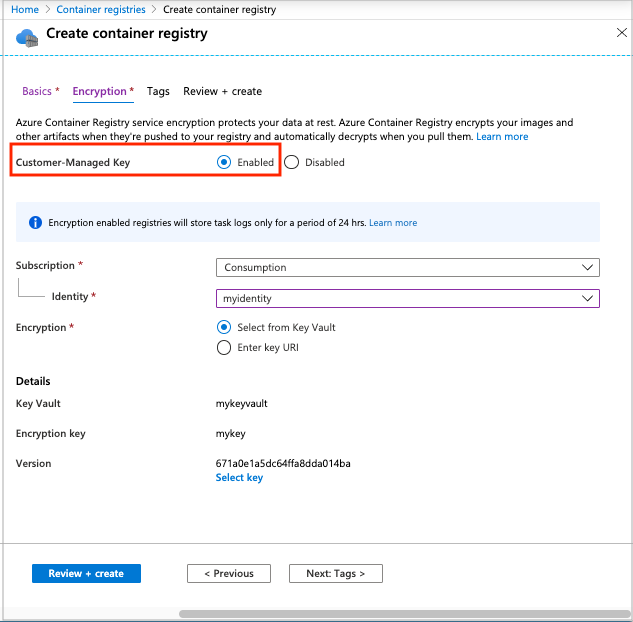 Home > Container registries > Create container registry
Create container registry
Basics * Encryption * Tags Review + create
Azure Container Registry service encryption protects your data at rest. Azure Container Registry encrypts your images and
other artifacts when they're pushed to your registry and automatically decrypts when you pull them. Learn more
Customer-Managed Key Enabled Disabled
Encryption enabled registries will store task logs only for a period of 24 hrs. Learn more
Subscription * Consumption
Identity * myidentity
Encryption * Select from Key Vault
Enter key URI
Details
Key Vault mykeyvault
Encryption key mykey
Version 671a0e1a5dc64ffa8dda014ba
Select key
Review + create < Previous Next: Tags >